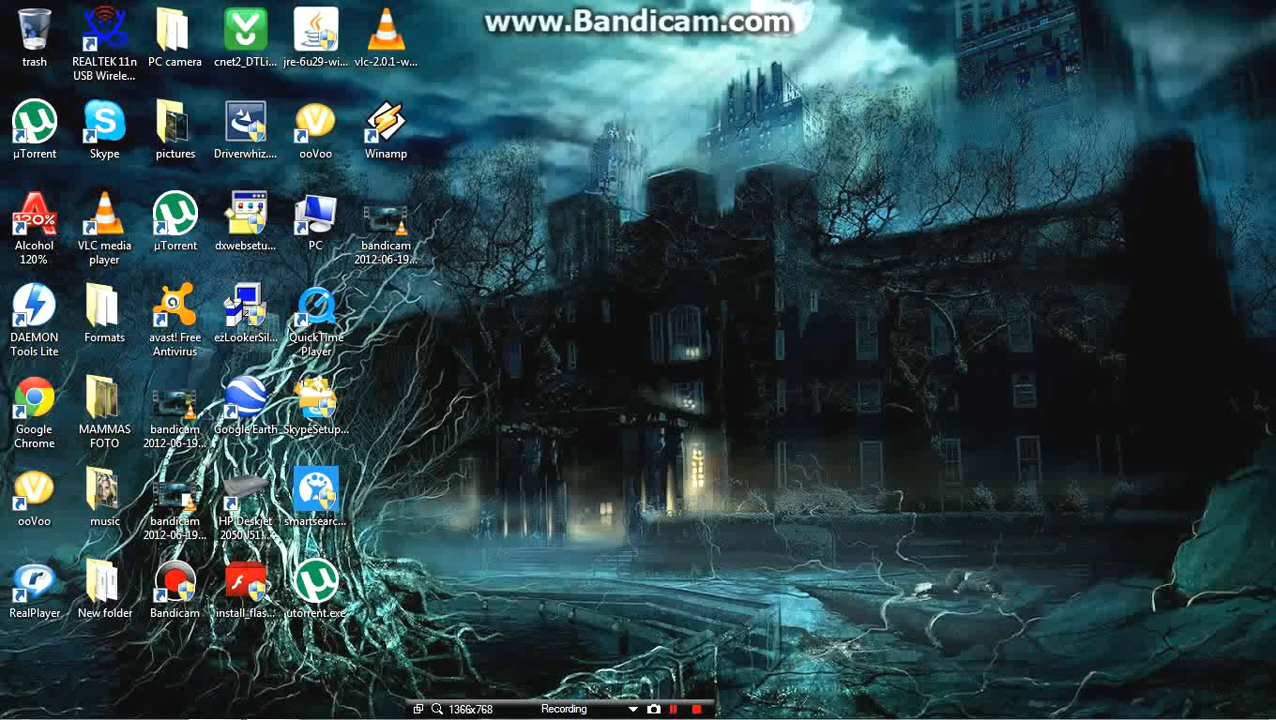 www.Bandicam.com
trash
REALTEK 11n
USB Wirele...
PC camera
cnet2_DTLi...
jre-6u29-wi...
vlc-2.0.1-w...
µTorrent
Skype
pictures
Driverwhiz....
ooVoo
Winamp
Alcohol
120%
VLC media
player
µTorrent
dxwebsetu...
PC
bandicam
2012-06-19...
DAEMON
Tools Lite
Formats
avast! Free
Antivirus
ezLookerSil...
QuickTime
Player
Google
Chrome
MAMMAS
FOTO
bandicam
2012-06-19...
Google Earth
SkypeSetup...
ooVoo
music
bandicam
2012-06-19...
HP Deskjet
2050 J51...
smartsearc...
RealPlayer
New folder
Bandicam
install_flas...
utorrent.exe
1366x768
Recording